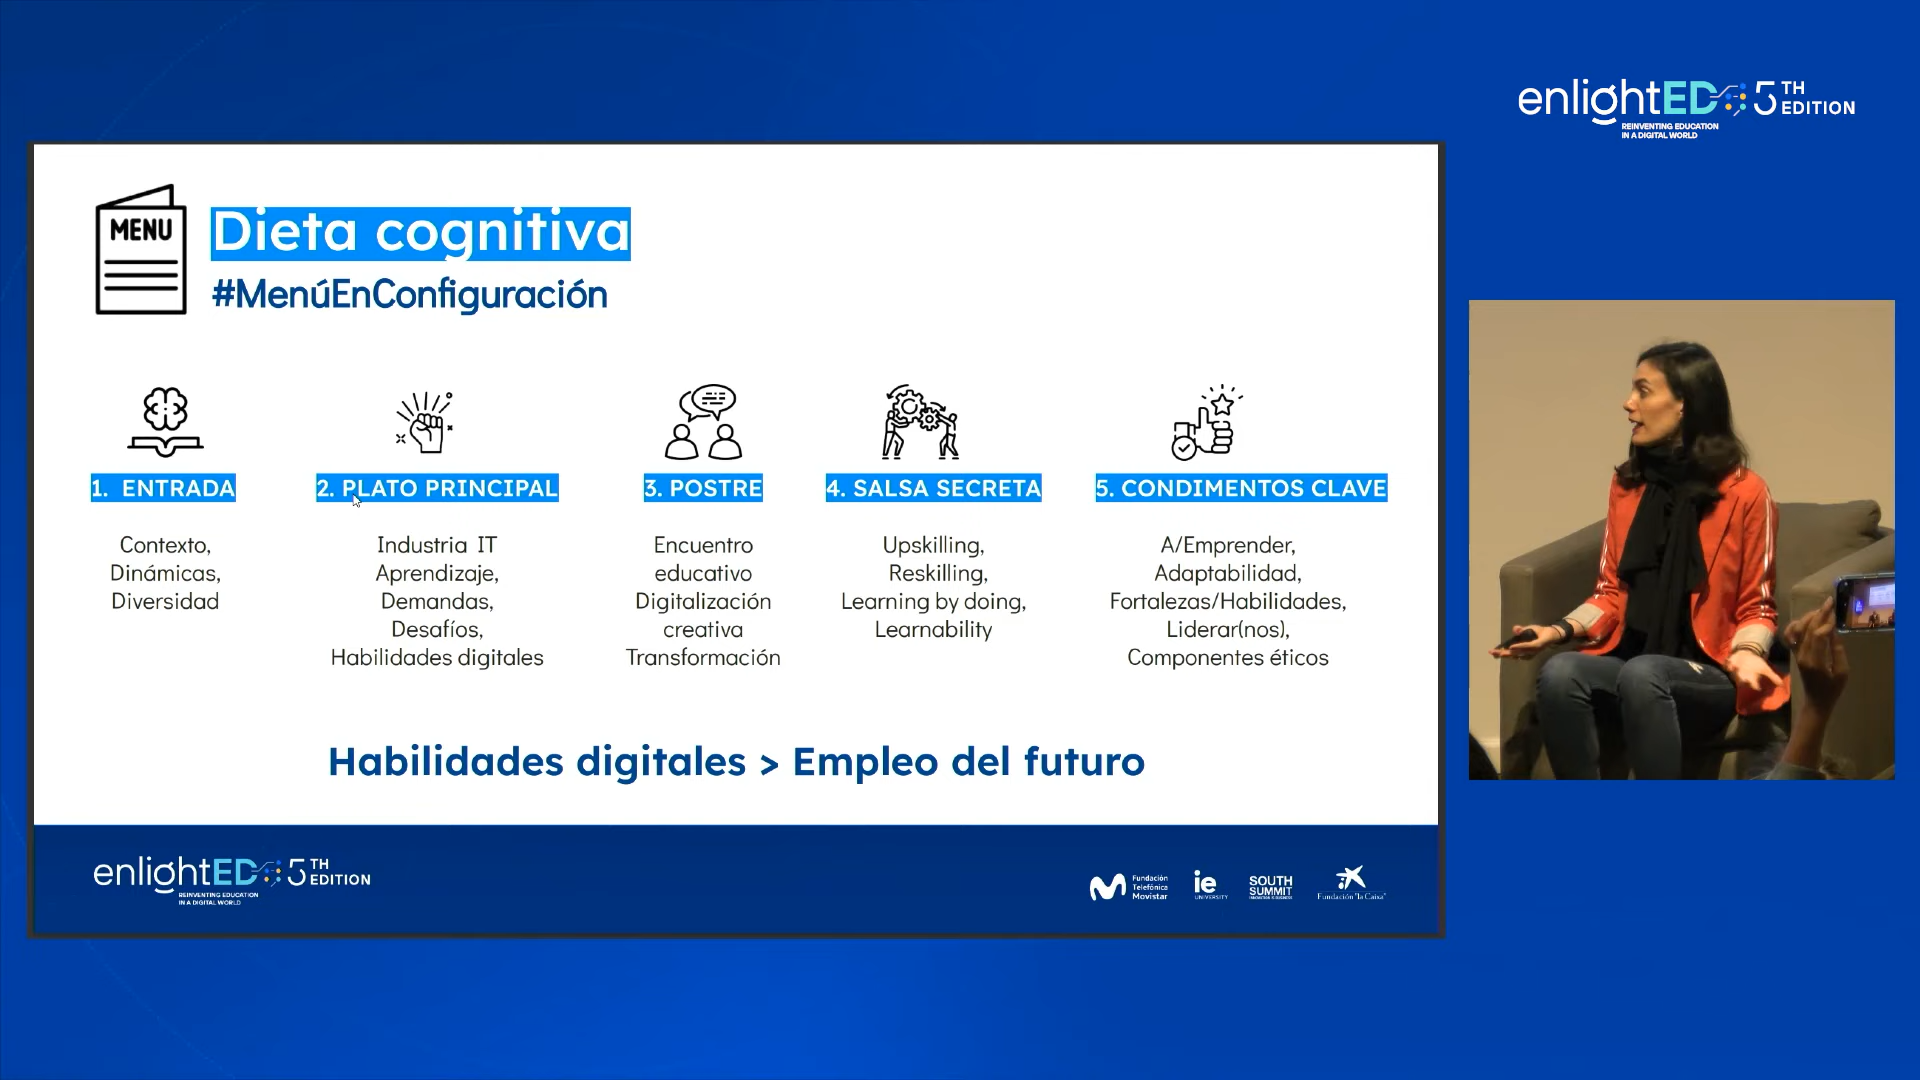 enlightED 5TH EDITION
REINVENTING EDUCATION
IN A DIGITAL WORLD
MENU
Dieta cognitiva
#MenúEnConfiguración
1. ENTRADA
Contexto,
Dinámicas,
Diversidad
2. PLATO PRINCIPAL
Industria IT
Aprendizaje,
Demandas,
Desafíos,
Habilidades digitales
3. POSTRE
Encuentro
educativo
Digitalización
creativa
Transformación
4. SALSA SECRETA
Upskilling,
Reskilling,
Learning by doing,
Learnability
5. CONDIMENTOS CLAVE
A/Emprender,
Adaptabilidad,
Fortalezas/Habilidades,
Liderar(nos),
Componentes éticos
Habilidades digitales > Empleo del futuro
enlightED 5TH EDITION
REINVENTING EDUCATION
IN A DIGITAL WORLD
Fundación
Telefónica
Movistar
ie
UNIVERSITY
SOUTH
SUMMIT
Fundación "la Caixa"